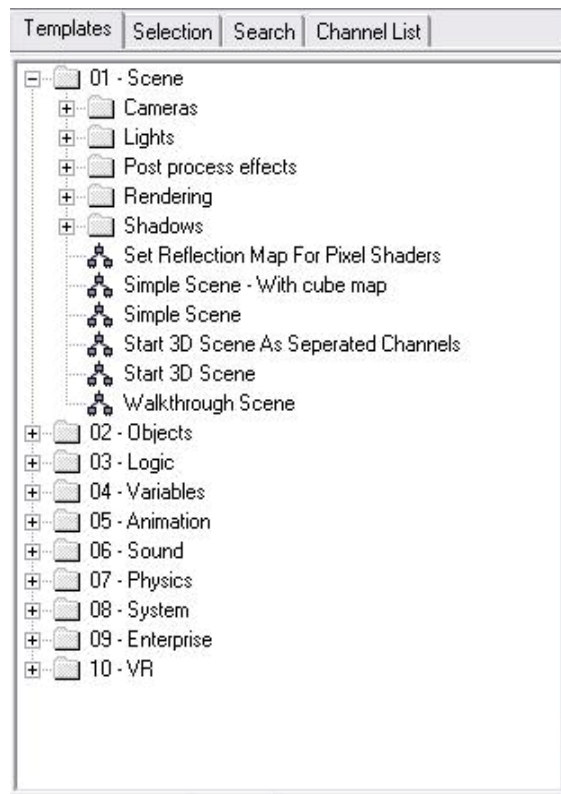 Templates Selection Search Channel List
01 - Scene
Cameras
Lights
Post process effects
Rendering
Shadows
Set Reflection Map For Pixel Shaders
Simple Scene - With cube map
Simple Scene
Start 3D Scene As Seperated Channels
Start 3D Scene
Walkthrough Scene
02 - Objects
03 - Logic
04 - Variables
05 - Animation
06 - Sound
07 - Physics
08 - System
09 - Enterprise
10 - VR